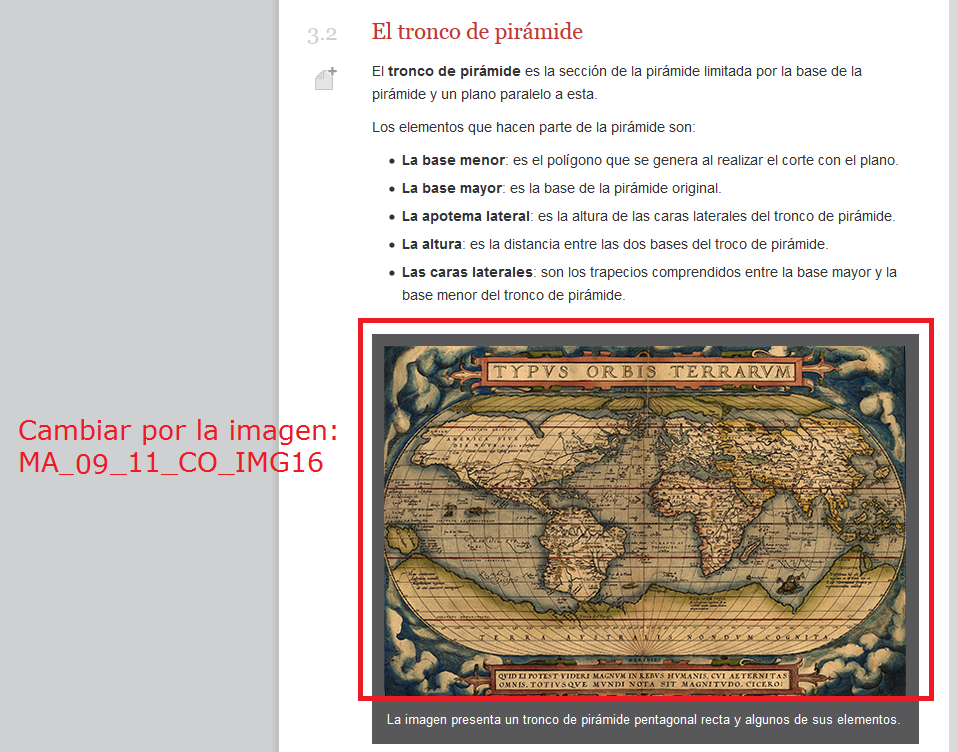 3.2 El tronco de pirámide
El tronco de pirámide es la sección de la pirámide limitada por la base de la
pirámide y un plano paralelo a esta.
Los elementos que hacen parte de la pirámide son:
• La base menor: es el polígono que se genera al realizar el corte con el plano.
• La base mayor: es la base de la pirámide original.
• La apotema lateral: es la altura de las caras laterales del tronco de pirámide.
• La altura: es la distancia entre las dos bases del troco de pirámide.
• Las caras laterales: son los trapecios comprendidos entre la base mayor y la
base menor del tronco de pirámide.
Cambiar por la imagen:
MA_09_11_CO_IMG16
TYPVS ORBIS TERRARVM.
TERRA AVSTRALIS NONDVM COGNITA.
QVID EI POTEST VIDERI MAGNVM IN REBVS HVMANIS, CVI AETERNITAS
OMNIS, TOTIVSQVE MVNDI NOTA SIT MAGNITVDO. CICERO:
La imagen presenta un tronco de pirámide pentagonal recta y algunos de sus elementos.